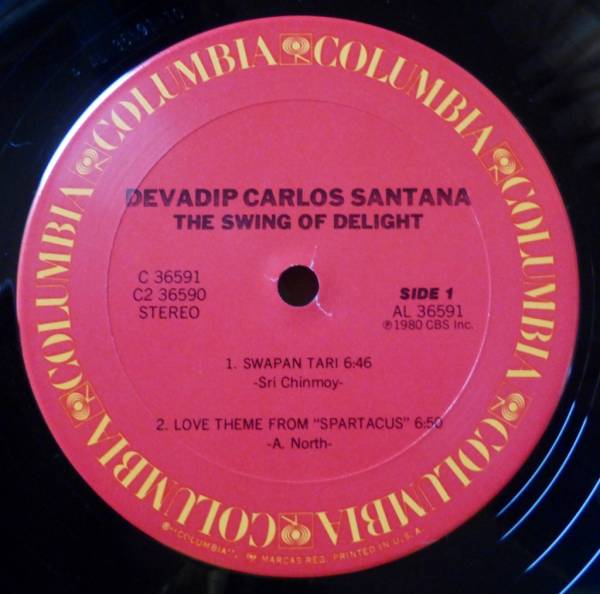 COLUMBIA COLUMBIA COLUMBIA COLUMBIA COLUMBIA COLUMBIA COLUMBIA COLUMBIA
DEVADIP CARLOS SANTANA
THE SWING OF DELIGHT
C 36591
C2 36590
STEREO
SIDE 1
AL 36591
℗1980 CBS Inc.
1. SWAPAN TARI 6:46
-Sri Chinmoy-
2. LOVE THEME FROM "SPARTACUS" 6:50
-A. North-
®-"COLUMBIA", MARCAS REG. PRINTED IN U.S.A.